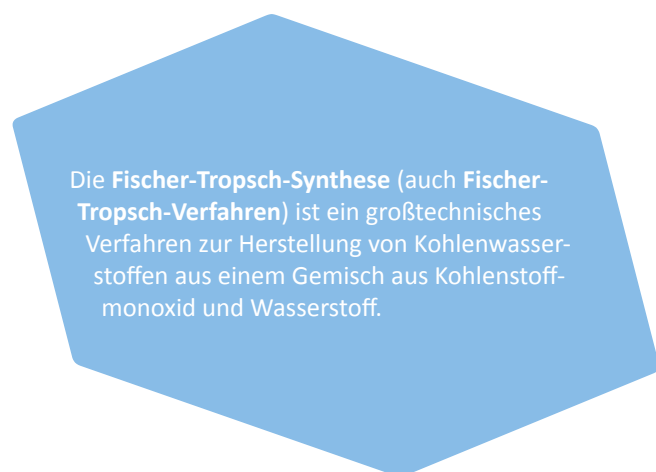 Die Fischer-Tropsch-Synthese (auch Fischer-
Tropsch-Verfahren) ist ein großtechnisches
Verfahren zur Herstellung von Kohlenwasser-
stoffen aus einem Gemisch aus Kohlenstoff-
monoxid und Wasserstoff.